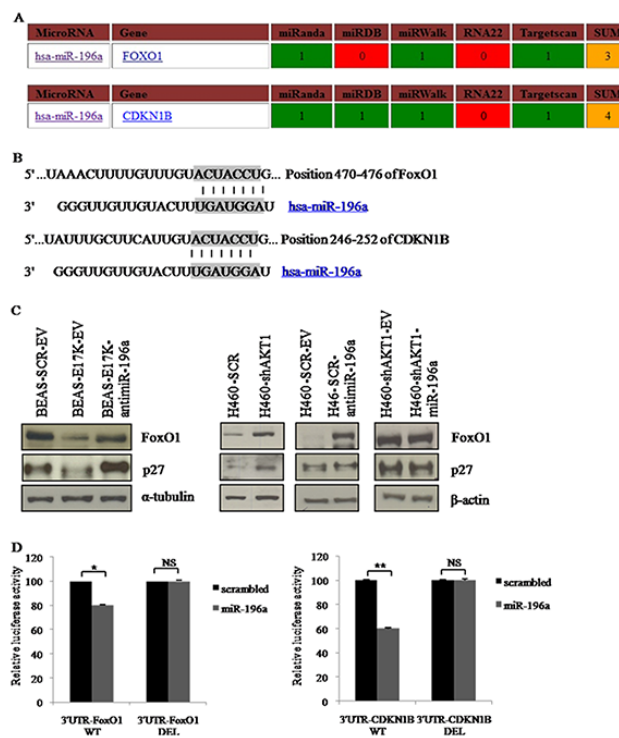 A
MicroRNA Gene miRanda miRDB miRWalk RNA22 Targetscan SUM
hsa-miR-196a FOXO1 1 0 1 0 1 3
MicroRNA Gene miRanda miRDB miRWalk RNA22 Targetscan SUM
hsa-miR-196a CDKN1B 1 1 1 0 1 4
B
5' ...UAAACUUUUGUUUGUACUACCUG... Position 470-476 of FoxO1
3' GGGUUGUUGUACUUUGAUGGAU hsa-miR-196a
5' ...UAUUUGCUUCAUUGUACUACCUG... Position 246-252 of CDKN1B
3' GGGUUGUUGUACUUUGAUGGAU hsa-miR-196a
C
BEAS-SCR-EV
BEAS-E17K-EV
BEAS-E17K-
antimiR-196a
H460-SCR
H460-shAKT1
H460-SCR-EV
H46-SCR-
antimiR-196a
H460-shAKT1-EV
H460-shAKT1-
miR-196a
FoxO1 FoxO1
p27 p27
α-tubulin β-actin
D
Relative luciferase activity
120
100
80
60
40
20
0
* NS
scrambled
miR-196a
3'UTR-FoxO1 3'UTR-FoxO1
WT DEL
Relative luciferase activity
120
100
80
60
40
20
0
** NS
scrambled
miR-196a
3'UTR-CDKN1B 3'UTR-CDKN1B
WT DEL